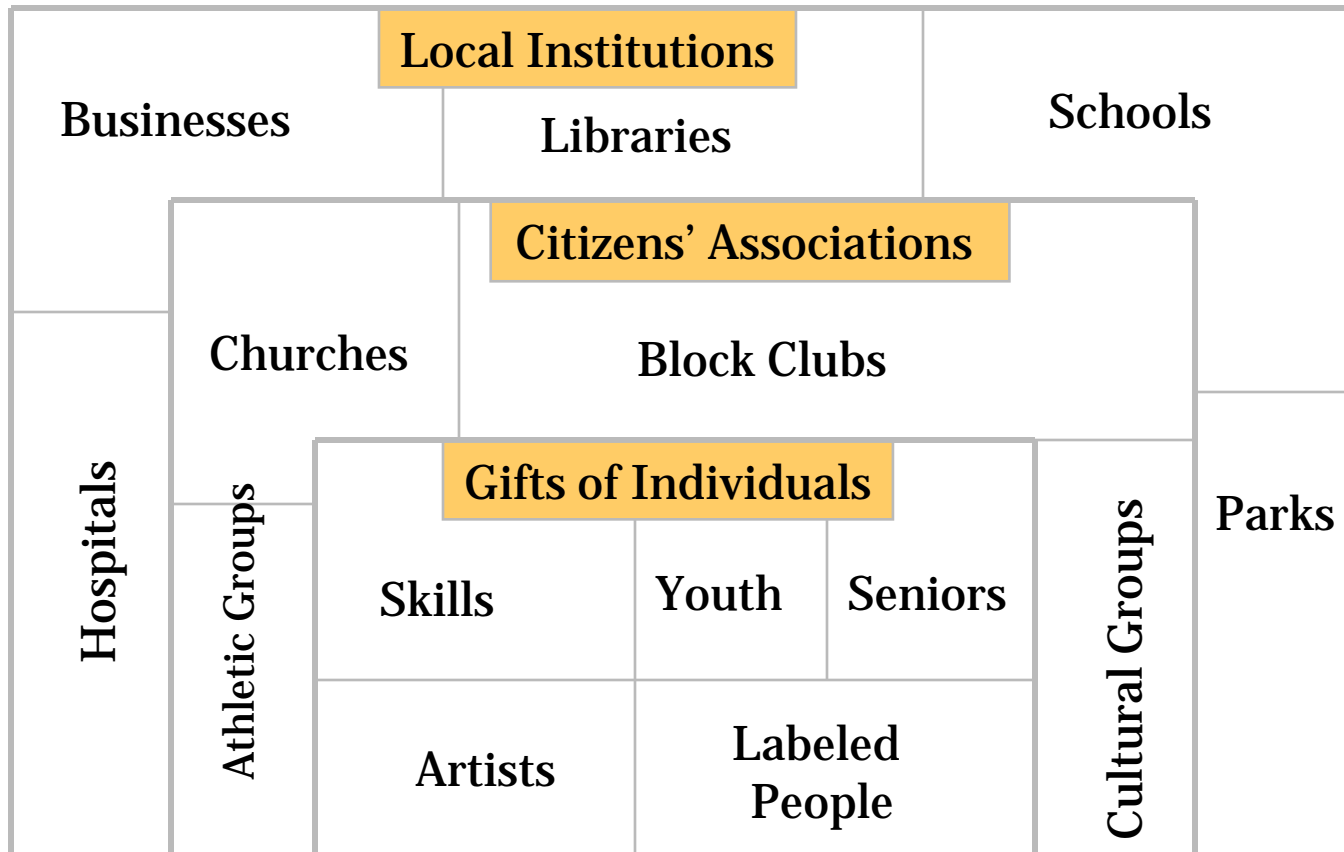 Local Institutions
Businesses
Libraries
Schools
Citizens’ Associations
Churches
Block Clubs
Gifts of Individuals
Hospitals
Athletic Groups
Skills
Youth
Seniors
Cultural Groups
Parks
Artists
Labeled
People